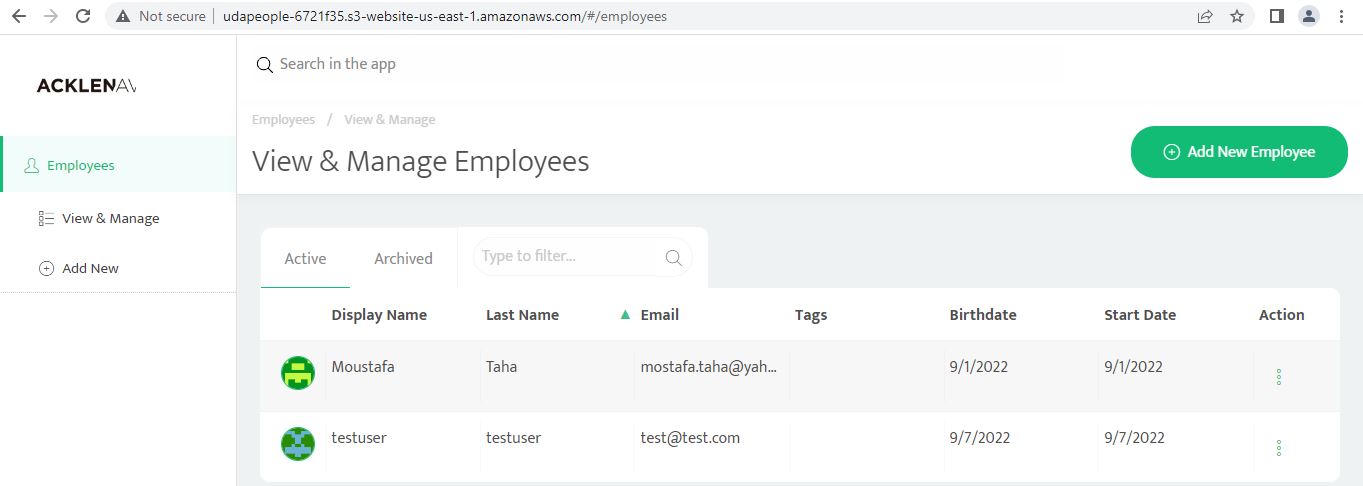 Not secure | udapeople-6721f35.s3-website-us-east-1.amazonaws.com/#/employees
ACKLENAV
Search in the app
Employees / View & Manage
View & Manage Employees
Add New Employee
Employees
View & Manage
Add New
Active Archived Type to filter...
Display Name Last Name ▲ Email Tags Birthdate Start Date Action
Moustafa Taha mostafa.taha@yah... 9/1/2022 9/1/2022
testuser testuser test@test.com 9/7/2022 9/7/2022